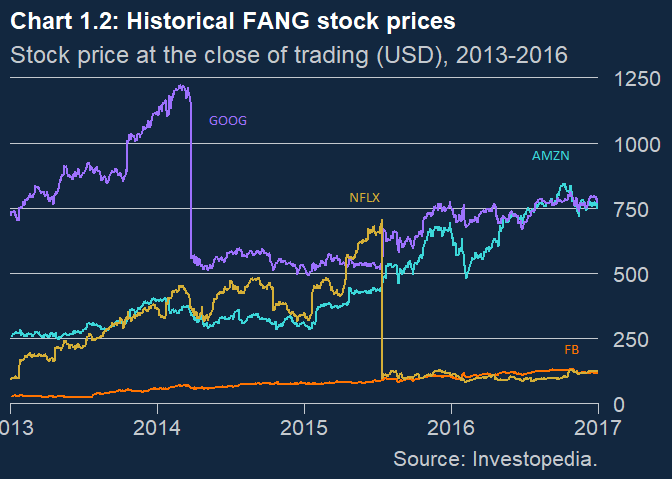 Chart 1.2: Historical FANG stock prices
Stock price at the close of trading (USD), 2013-2016
1250
GOOG
1000
AMZN
NFLX
750
500
FB
250
0
013 2014 2015 2016 2017
Source: Investopedia.